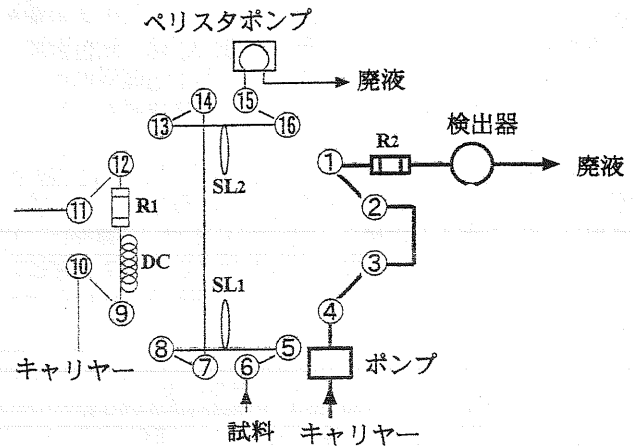 ペリスタポンプ
廃液
⑭ ⑮
⑬ ⑯
検出器
R2
① 廃液
⑫
SL2
②
⑪ R1
⑩ DC ③
SL1
⑨ ④
⑧ ⑦ ⑥ ⑤
ポンプ
キャリヤー
試料 キャリヤー